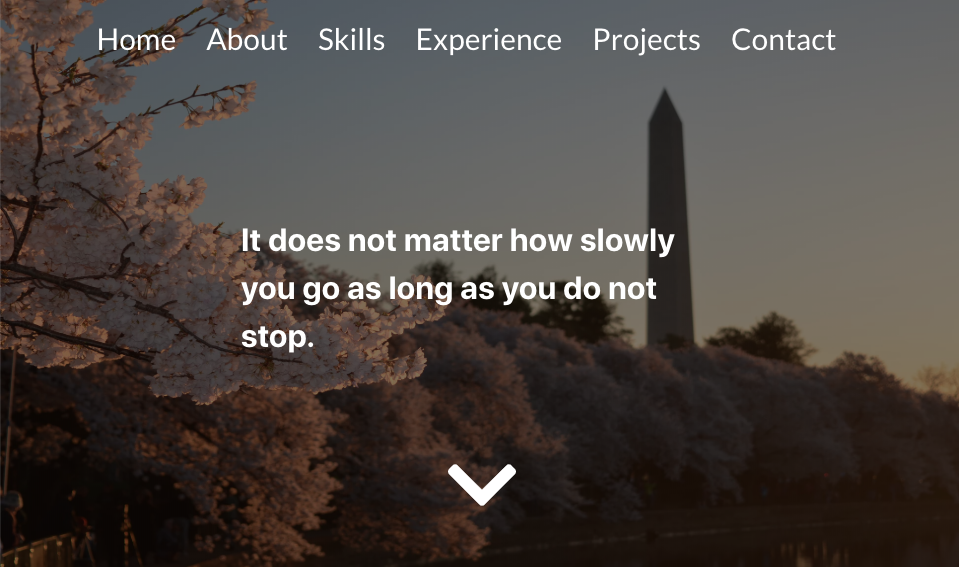 Home About Skills Experience Projects Contact
It does not matter how slowly
you go as long as you do not
stop.